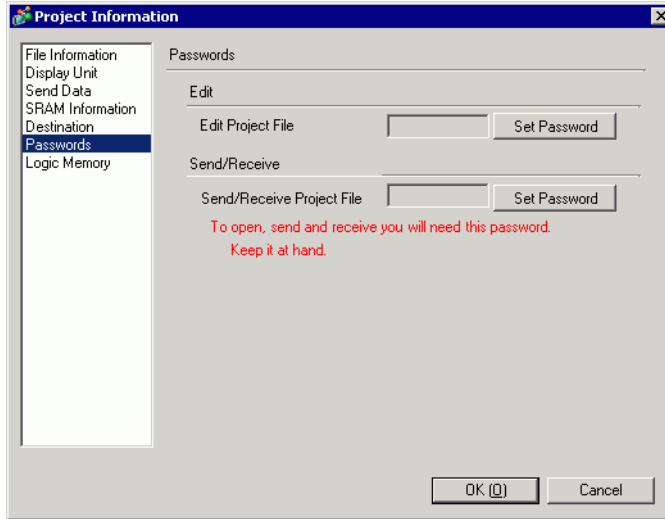 Project Information
File Information
Display Unit
Send Data
SRAM Information
Destination
Passwords
Logic Memory
Passwords
Edit
Edit Project File
Set Password
Send/Receive
Send/Receive Project File
Set Password
To open, send and receive you will need this password.
Keep it at hand.
OK (O)
Cancel